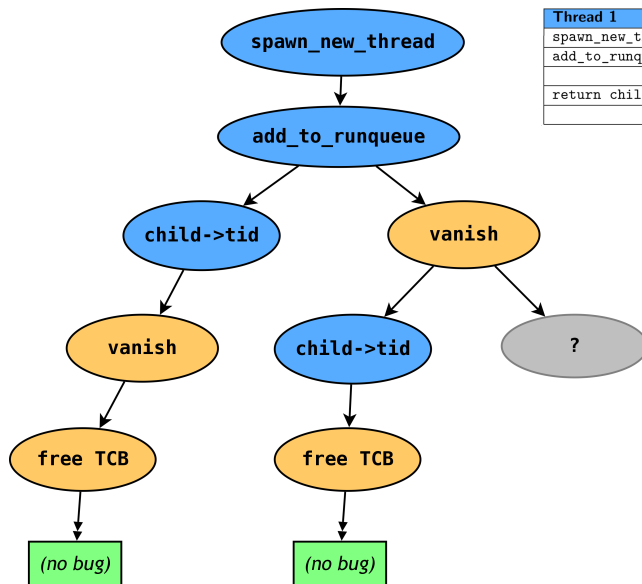 spawn_new_thread
Thread 1
spawn_new_t
add_to_runq
return chil
add_to_runqueue
child->tid
vanish
vanish
child->tid
?
free TCB
free TCB
(no bug)
(no bug)